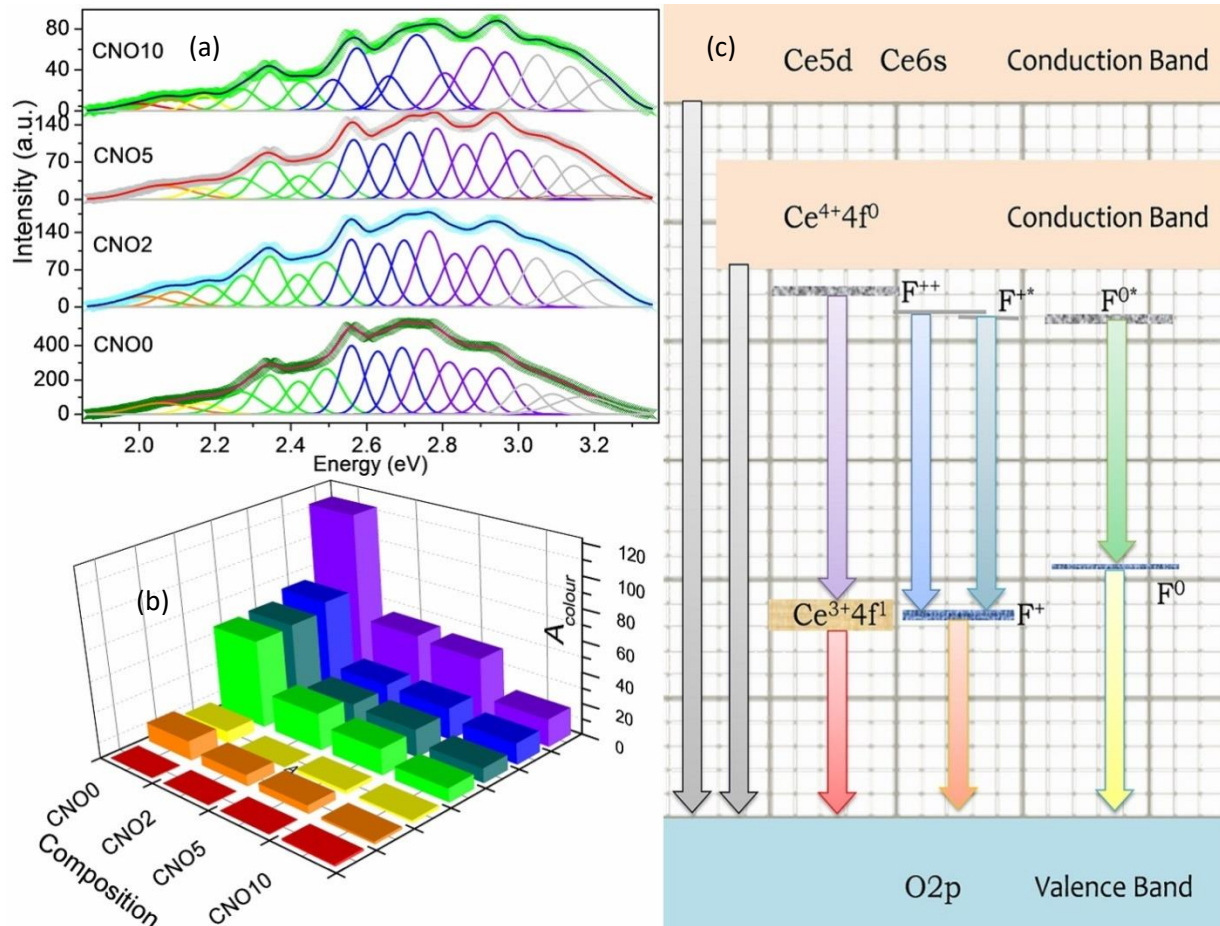 (a)
CNO10
80
40
0
CNO5
140
70
0
CNO2
140
70
0
CNO0
400
200
0
Intensity (a.u.)
2.0 2.2 2.4 2.6 2.8 3.0 3.2
Energy (eV)
(b)
120
100
80
60
40
20
0
A colour
CNO0
CNO2
CNO5
CNO10
Composition
(c)
Ce5d Ce6s Conduction Band
Ce⁴⁺4f⁰ Conduction Band
F⁺⁺ F⁺* F⁰*
Ce³⁺4f¹ F⁺ F⁰
O2p Valence Band